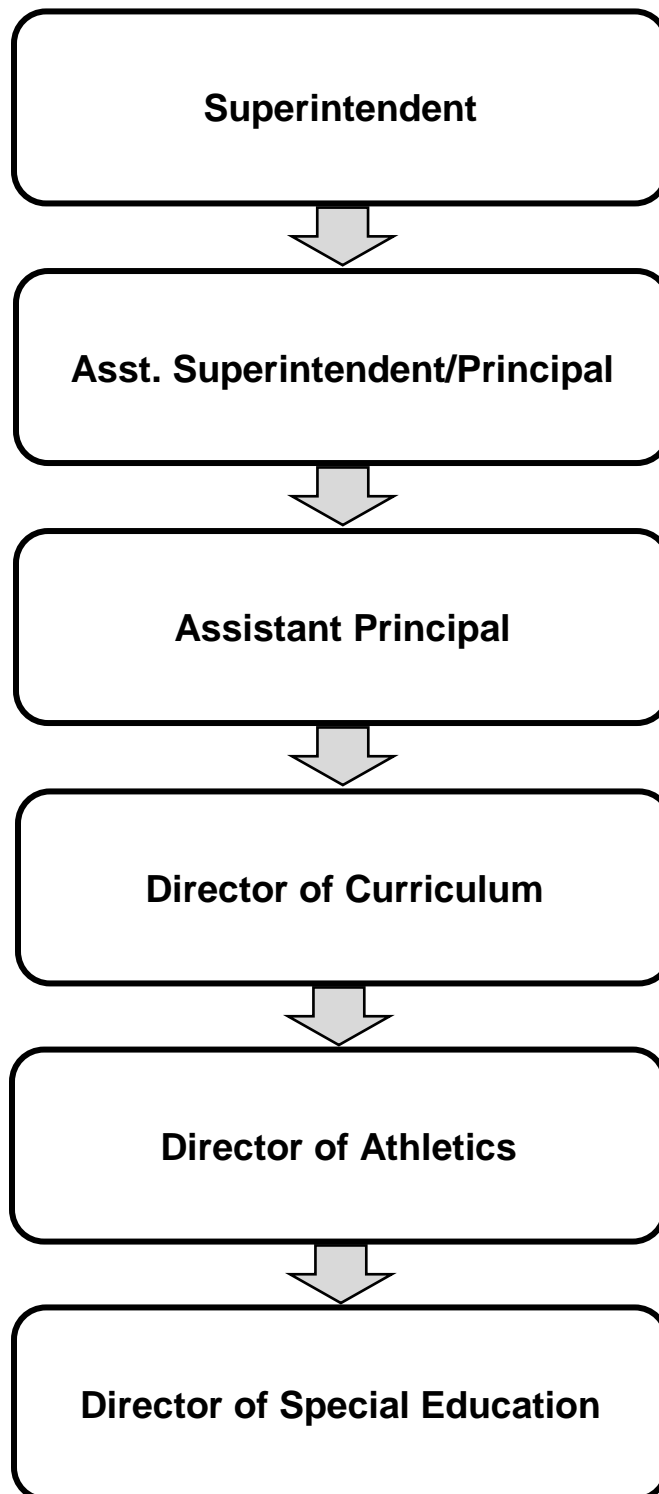 Superintendent
Asst. Superintendent/Principal
Assistant Principal
Director of Curriculum
Director of Athletics
Director of Special Education